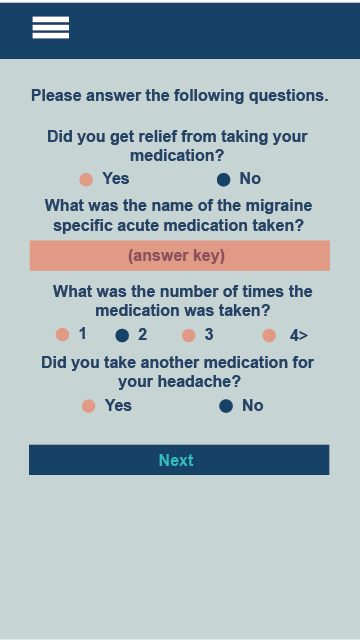 Please answer the following questions.
Did you get relief from taking your
medication?
Yes No
What was the name of the migraine
specific acute medication taken?
(answer key)
What was the number of times the
medication was taken?
1 2 3 4>
Did you take another medication for
your headache?
Yes No
Next